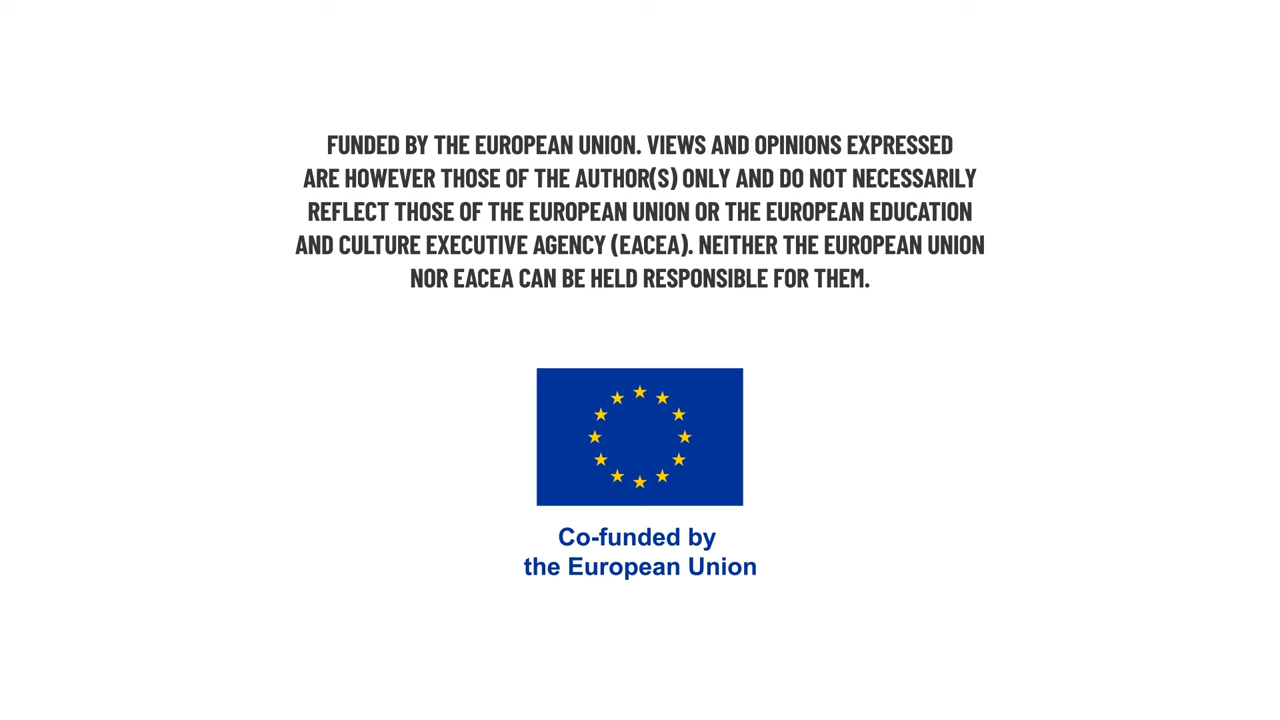 FUNDED BY THE EUROPEAN UNION. VIEWS AND OPINIONS EXPRESSED
ARE HOWEVER THOSE OF THE AUTHOR(S) ONLY AND DO NOT NECESSARILY
REFLECT THOSE OF THE EUROPEAN UNION OR THE EUROPEAN EDUCATION
AND CULTURE EXECUTIVE AGENCY (EACEA). NEITHER THE EUROPEAN UNION
NOR EACEA CAN BE HELD RESPONSIBLE FOR THEM.
Co-funded by
the European Union